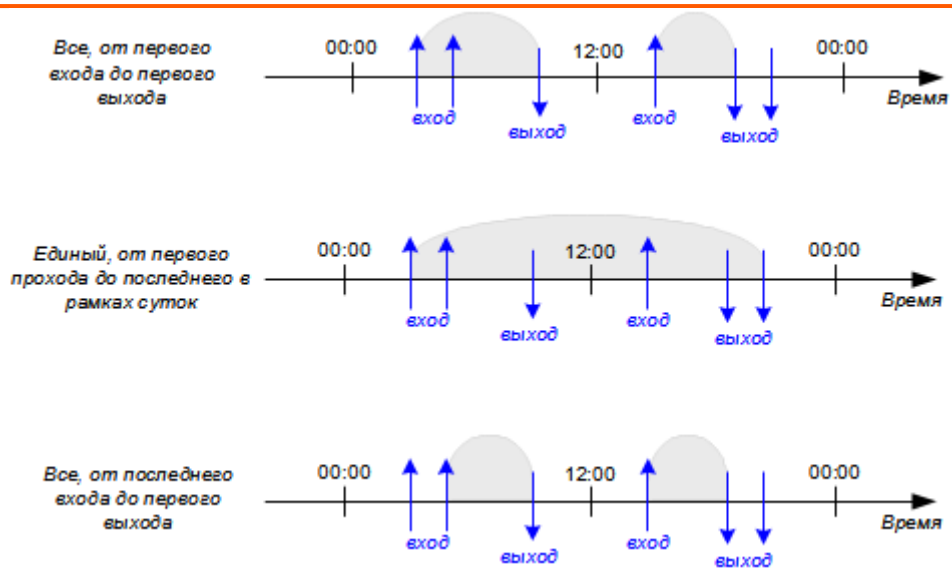 Все, от первого
входа до первого
выхода
00:00
12:00
00:00
Время
вход
выход
вход
выход
Единый, от первого
прохода до последнего в
рамках суток
00:00
12:00
00:00
Время
вход
выход
вход
выход
Все, от последнего
входа до первого
выхода
00:00
12:00
00:00
Время
вход
выход
вход
выход